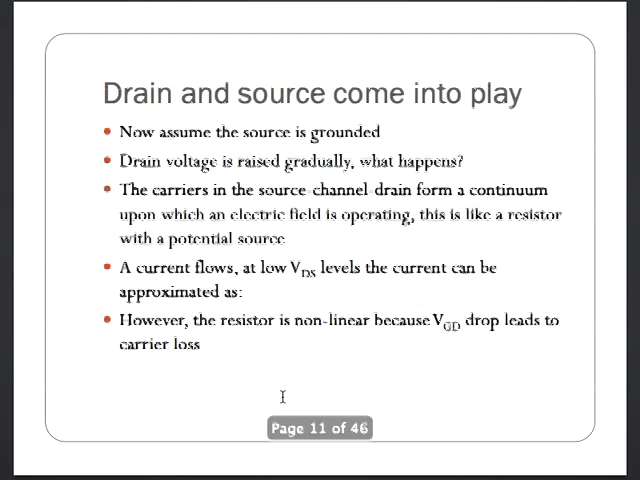 Drain and source come into play
• Now assume the source is grounded
• Drain voltage is raised gradually, what happens?
• The carriers in the source-channel-drain form a continuum
upon which an electric field is operating, this is like a resistor
with a potential source
• A current flows, at low VDS levels the current can be
approximated as:
• However, the resistor is non-linear because VGD drop leads to
carrier loss
Page 11 of 46